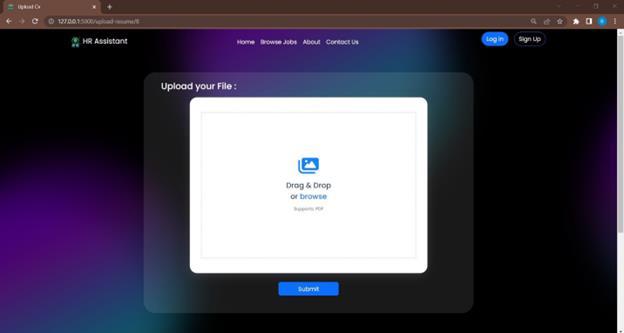 Upload Cv
127.0.0.1:5000/upload-resume/8
HR Assistant
Home Browse Jobs About Contact Us
Log in Sign Up
Upload your File :
Drag & Drop
or browse
Supports: PDF
Submit